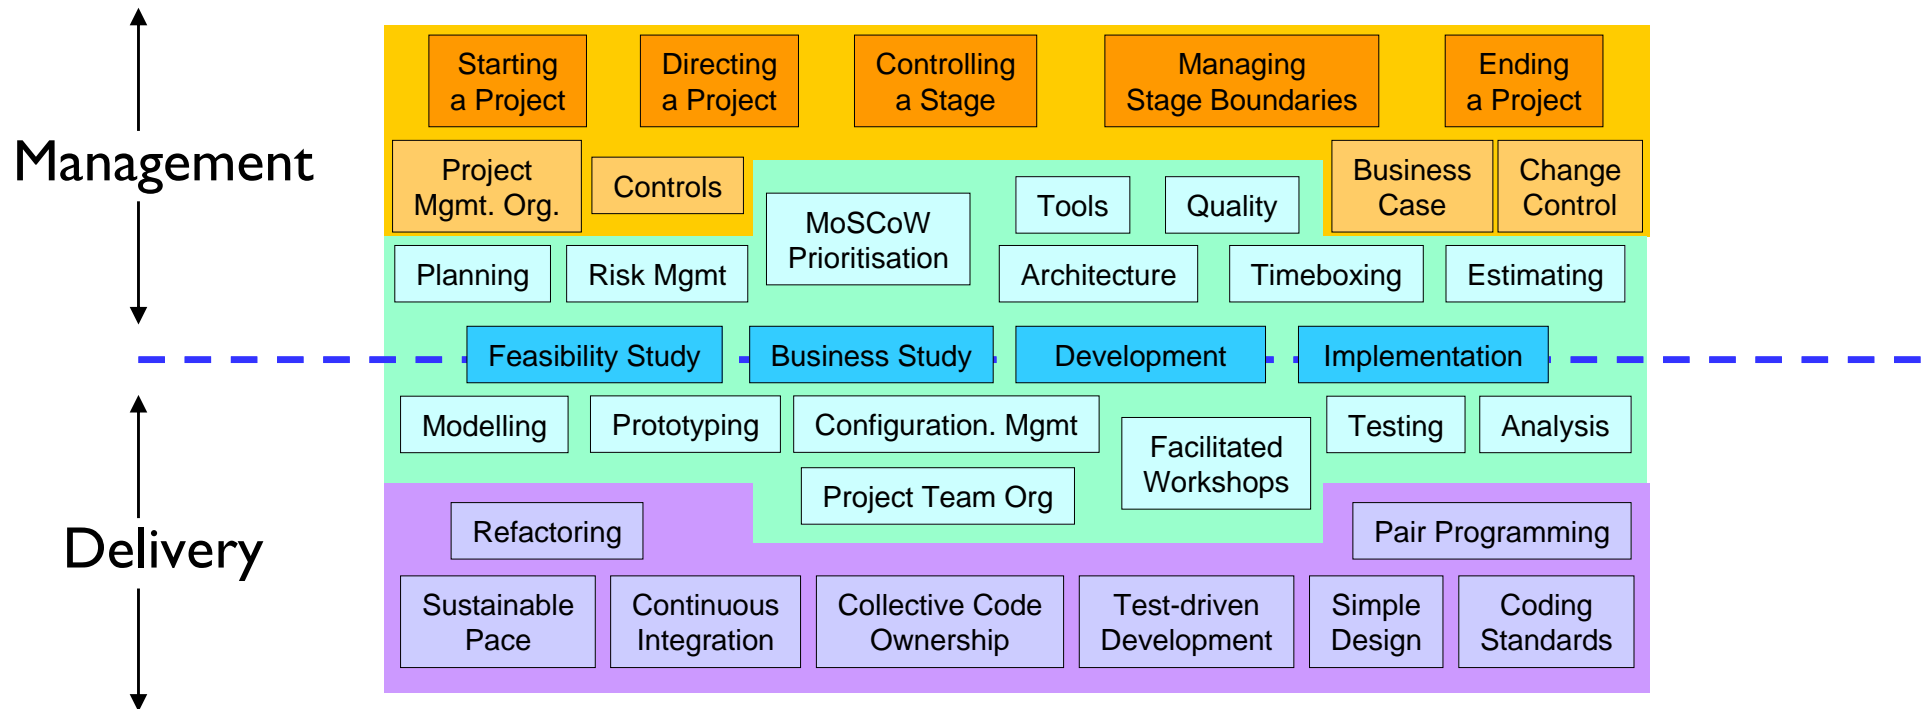 Management
Starting
a Project
Directing
a Project
Controlling
a Stage
Managing
Stage Boundaries
Ending
a Project
Project
Mgmt. Org.
Controls
Business
Case
Change
Control
MoSCoW
Prioritisation
Tools
Quality
Planning
Risk Mgmt
Architecture
Timeboxing
Estimating
Feasibility Study
Business Study
Development
Implementation
Delivery
Modelling
Prototyping
Configuration. Mgmt
Facilitated
Workshops
Testing
Analysis
Project Team Org
Refactoring
Pair Programming
Sustainable
Pace
Continuous
Integration
Collective Code
Ownership
Test-driven
Development
Simple
Design
Coding
Standards